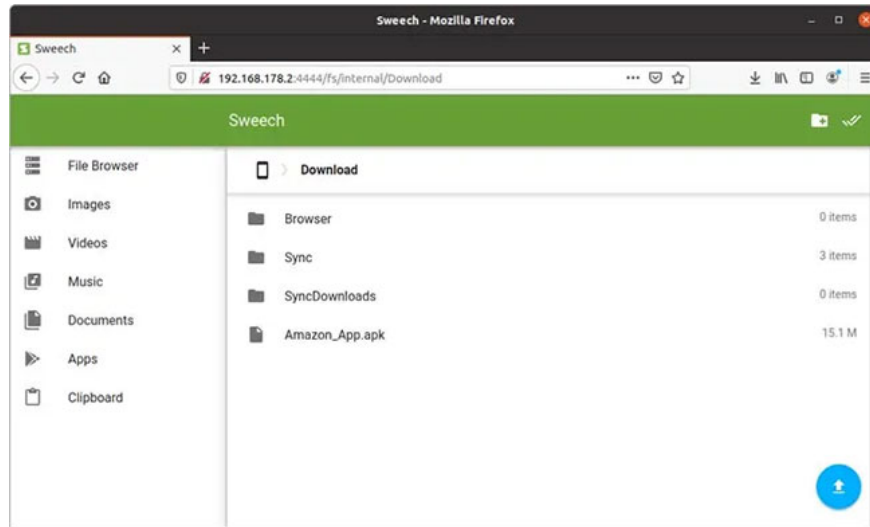 Sweech - Mozilla Firefox
Sweech
192.168.178.2:4444/fs/internal/Download
Sweech
File Browser
Images
Videos
Music
Documents
Apps
Clipboard
Download
Browser 0 items
Sync 3 items
SyncDownloads 0 items
Amazon_App.apk 15.1 M